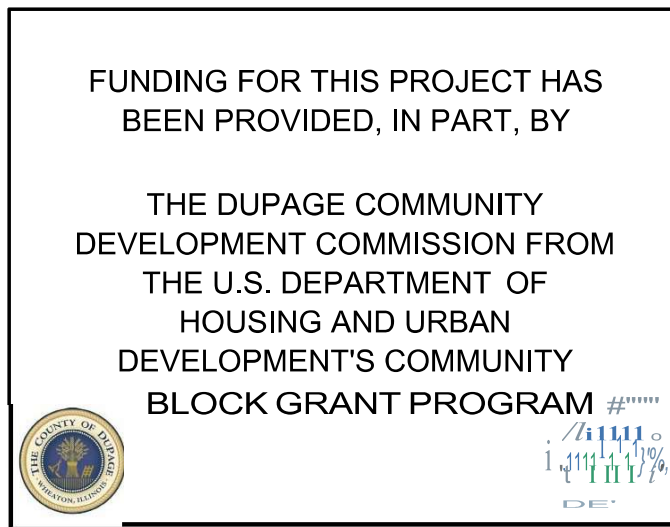 FUNDING FOR THIS PROJECT HAS
BEEN PROVIDED, IN PART, BY
THE DUPAGE COMMUNITY
DEVELOPMENT COMMISSION FROM
THE U.S. DEPARTMENT OF
HOUSING AND URBAN
DEVELOPMENT'S COMMUNITY
BLOCK GRANT PROGRAM
THE COUNTY OF DUPAGE
WHEATON, ILLINOIS